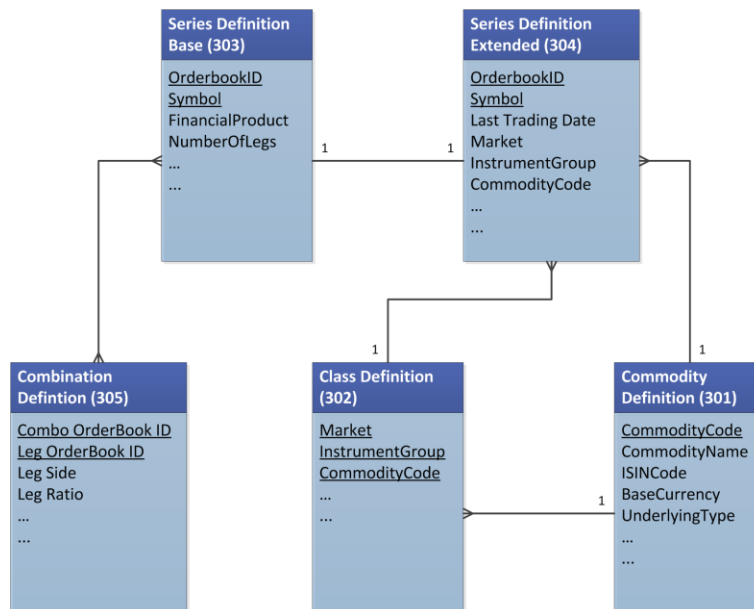 Series Definition
Base (303)
OrderbookID
Symbol
FinancialProduct
NumberOfLegs
...
...
Series Definition
Extended (304)
OrderbookID
Symbol
Last Trading Date
Market
InstrumentGroup
CommodityCode
...
...
1
1
1
1
Combination
Defintion (305)
Combo OrderBook ID
Leg OrderBook ID
Leg Side
Leg Ratio
...
...
Class Definition
(302)
Market
InstrumentGroup
CommodityCode
...
...
1
Commodity
Definition (301)
CommodityCode
CommodityName
ISINCode
BaseCurrency
UnderlyingType
...
...